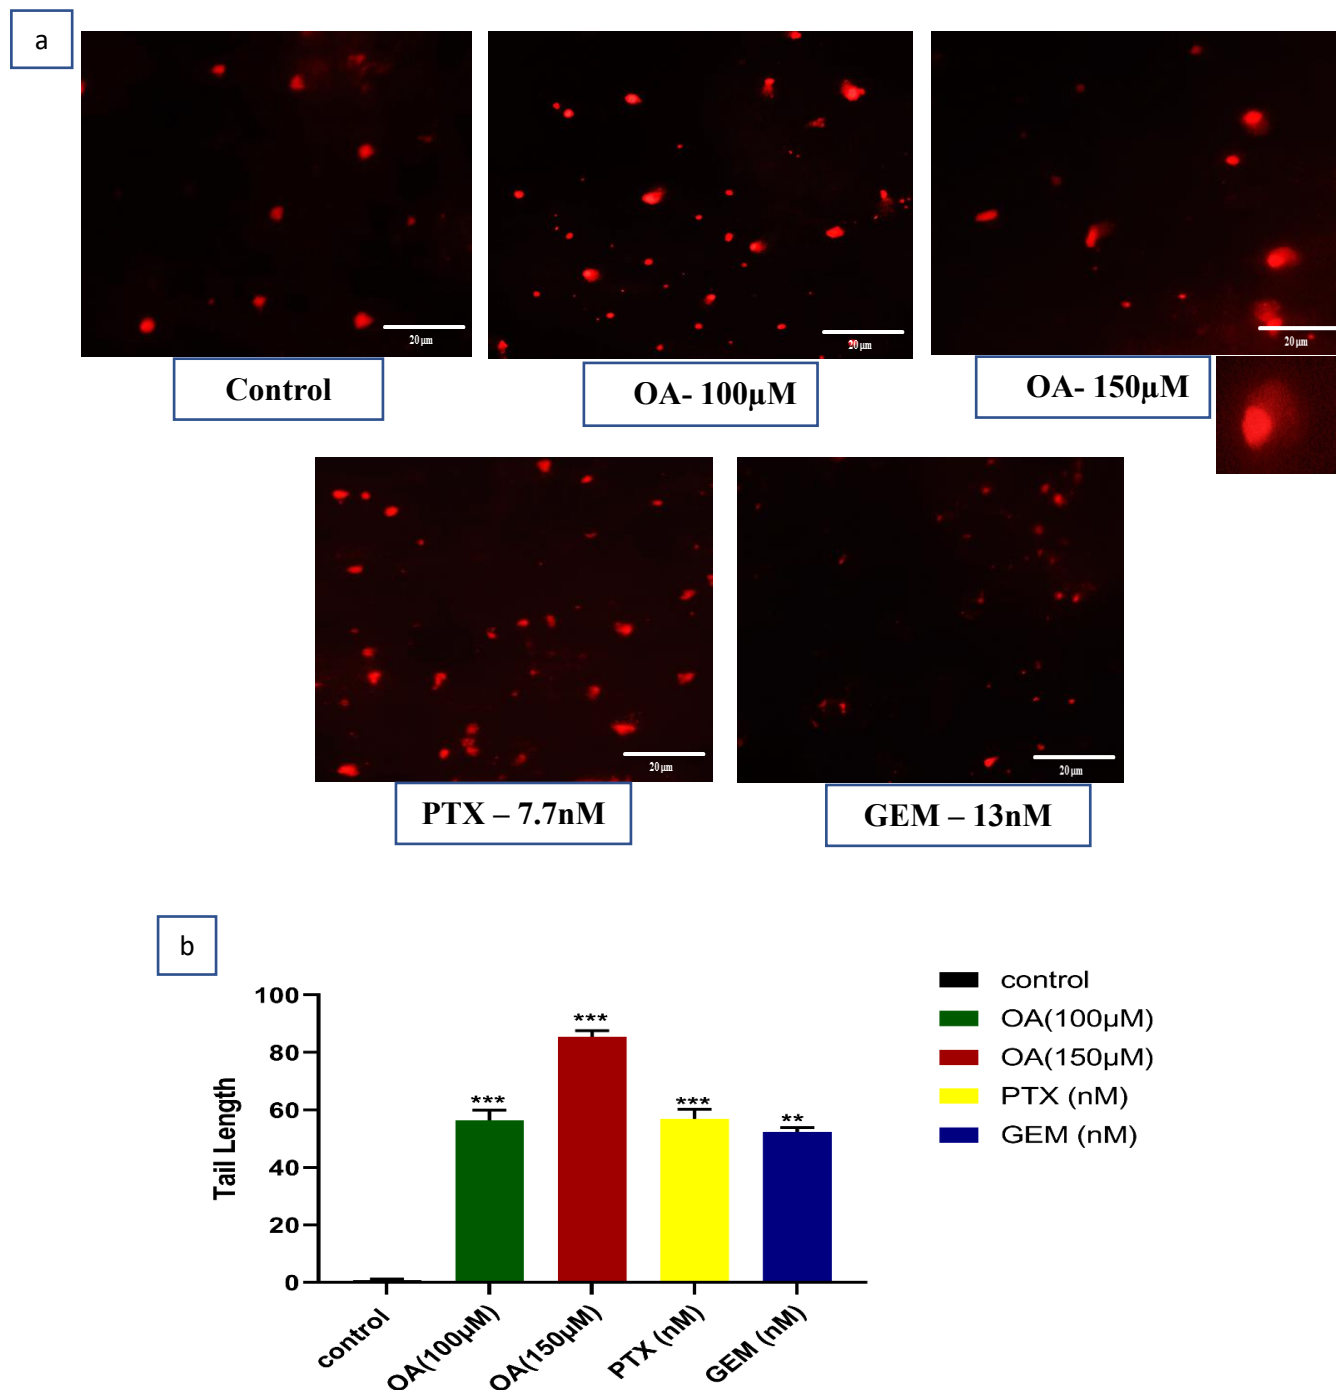 a
20 μm
20 μm
20 μm
Control
OA- 100μM
OA- 150μM
20 μm
20 μm
PTX – 7.7nM
GEM – 13nM
b
100
80
60
40
20
0
Tail Length
***
***
***
**
control
OA(100μM)
OA(150μM)
PTX (nM)
GEM (nM)
control
OA(100μM)
OA(150μM)
PTX (nM)
GEM (nM)